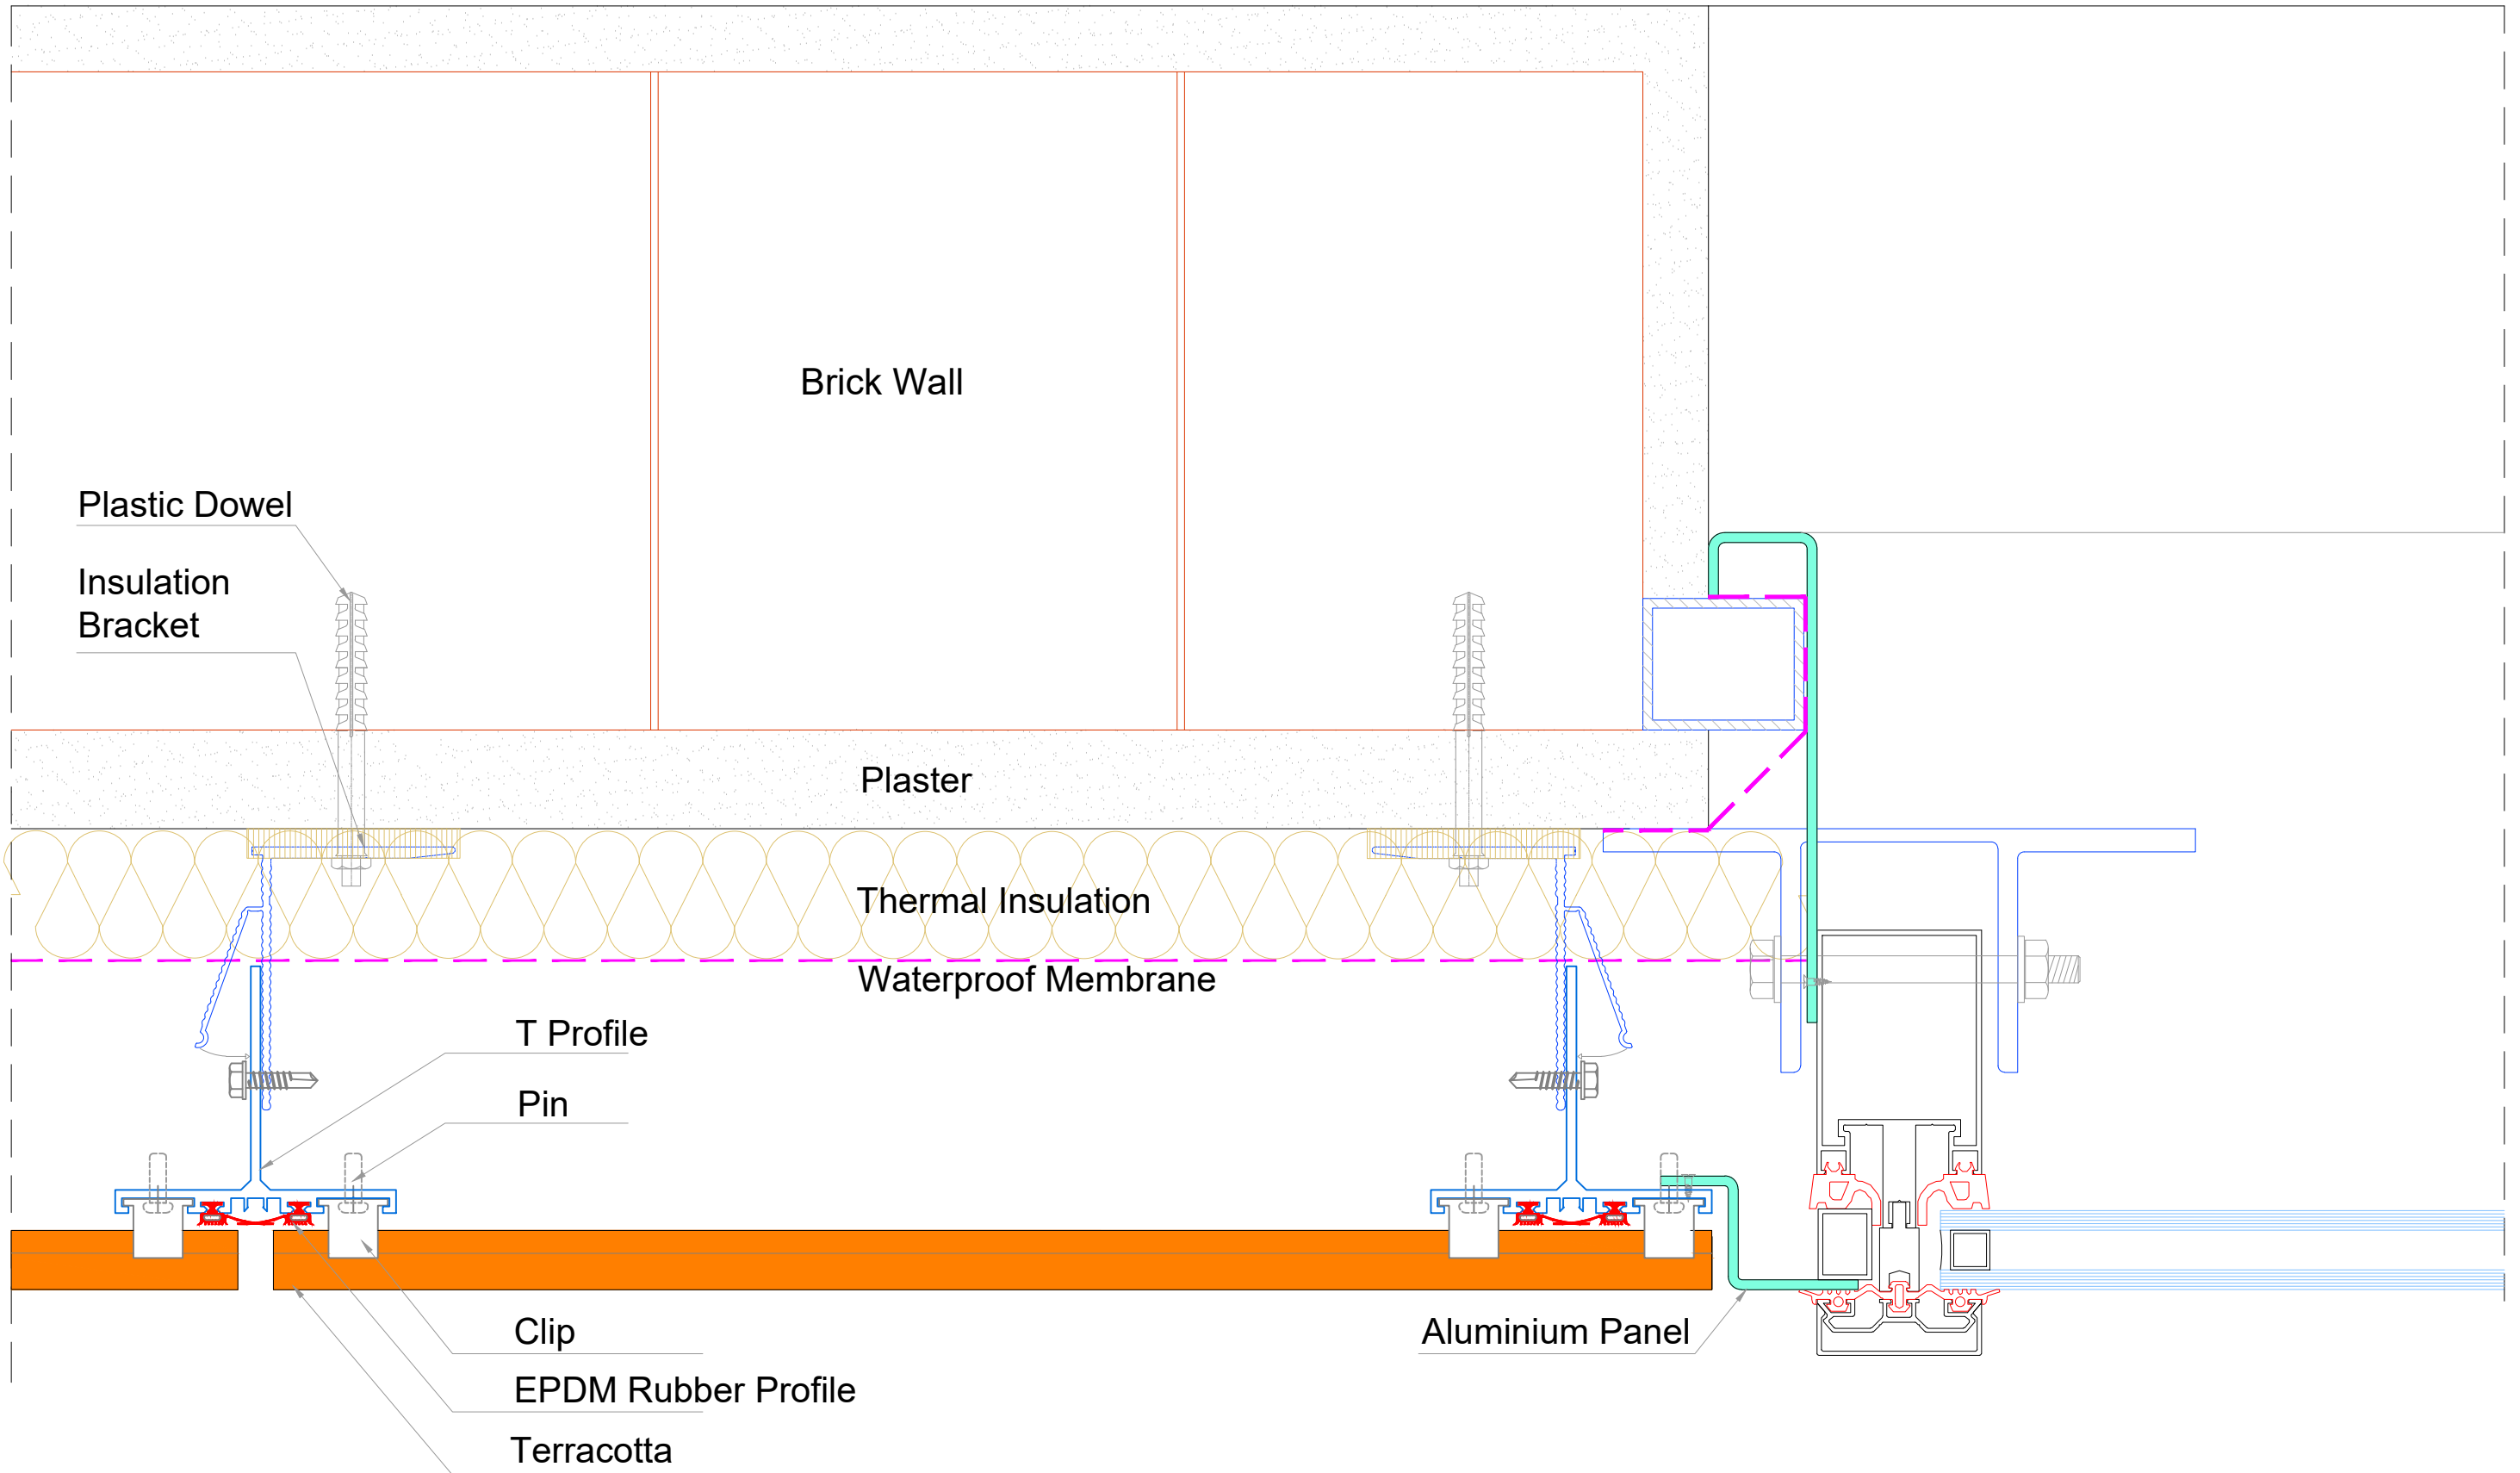 Brick Wall
Plastic Dowel
Insulation
Bracket
Plaster
Thermal Insulation
Waterproof Membrane
T Profile
Pin
Clip
Aluminium Panel
EPDM Rubber Profile
Terracotta